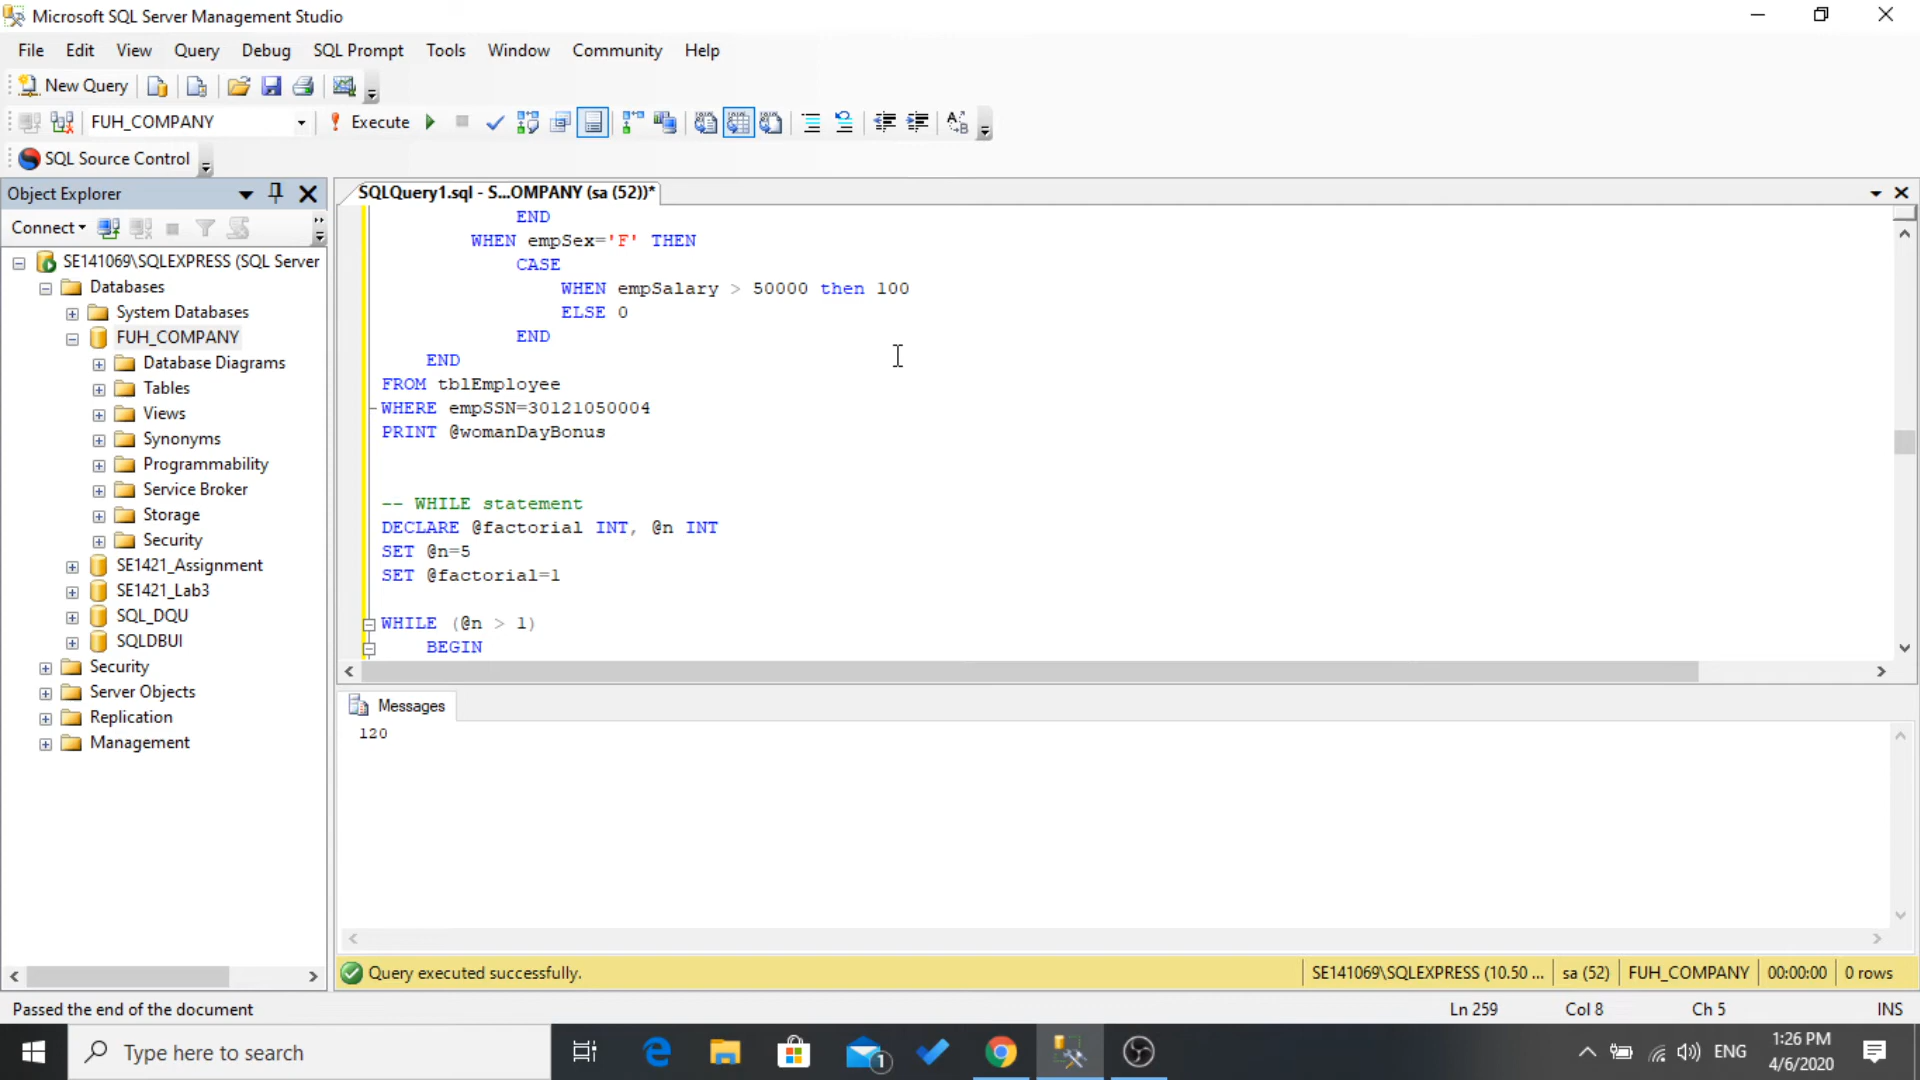 Microsoft SQL Server Management Studio
File Edit View Query Debug SQL Prompt Tools Window Community Help
New Query
FUH_COMPANY Execute
SQL Source Control
Object Explorer
Connect
SE141069\SQLEXPRESS (SQL Server
Databases
System Databases
FUH_COMPANY
Database Diagrams
Tables
Views
Synonyms
Programmability
Service Broker
Storage
Security
SE1421_Assignment
SE1421_Lab3
SQL_DQU
SQLDBUI
Security
Server Objects
Replication
Management
SQLQuery1.sql - S...OMPANY (sa (52))*
END
WHEN empSex='F' THEN
CASE
WHEN empSalary > 50000 then 100
ELSE 0
END
END
FROM tblEmployee
WHERE empSSN=30121050004
PRINT @womanDayBonus
-- WHILE statement
DECLARE @factorial INT, @n INT
SET @n=5
SET @factorial=1
WHILE (@n > 1)
BEGIN
Messages
120
Query executed successfully. SE141069\SQLEXPRESS (10.50 ... sa (52) FUH_COMPANY 00:00:00 0 rows
Passed the end of the document Ln 259 Col 8 Ch 5 INS
Type here to search 1 ENG 1:26 PM
4/6/2020